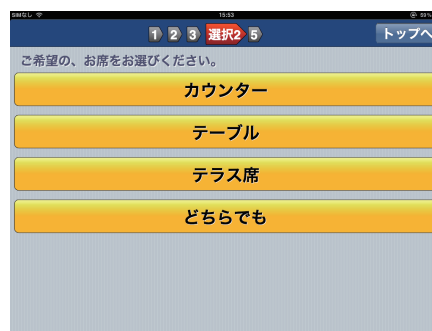 SIMなし 15:53 89%
1 2 3 選択2 5 トップへ
ご希望の、お席をお選びください。
カウンター
テーブル
テラス席
どちらでも